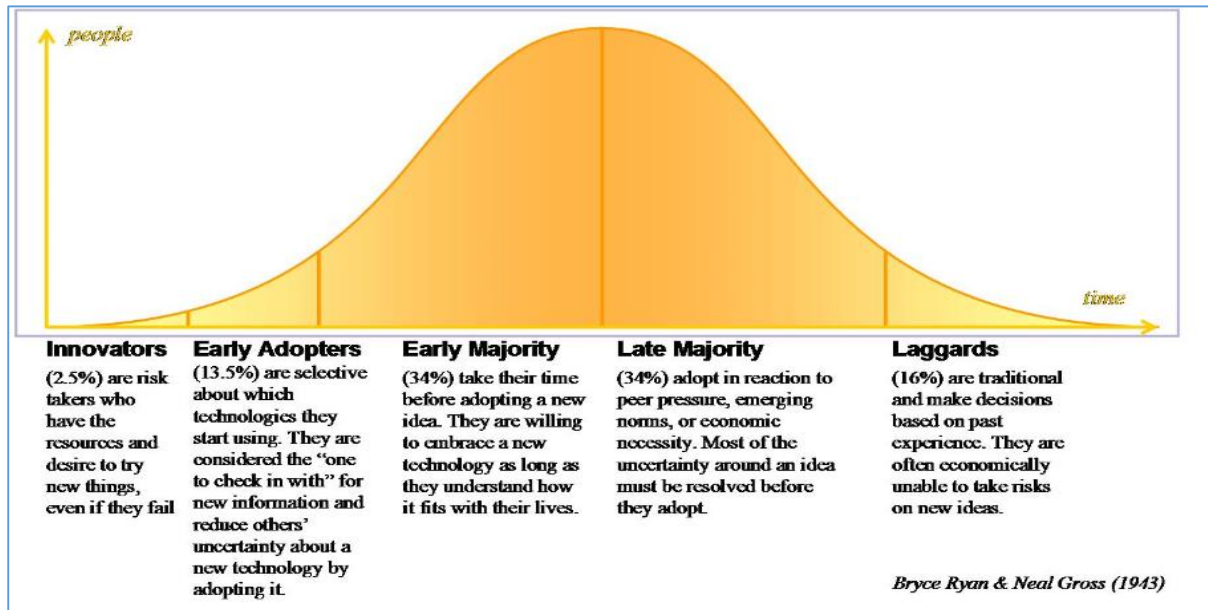 people
time
Innovators
(2.5%) are risk
takers who
have the
resources and
desire to try
new things,
even if they fail
Early Adopters
(13.5%) are selective
about which
technologies they
start using. They are
considered the “one
to check in with” for
new information and
reduce others’
uncertainty about a
new technology by
adopting it.
Early Majority
(34%) take their time
before adopting a new
idea. They are willing
to embrace a new
technology as long as
they understand how
it fits with their lives.
Late Majority
(34%) adopt in reaction to
peer pressure, emerging
norms, or economic
necessity. Most of the
uncertainty around an idea
must be resolved before
they adopt.
Laggards
(16%) are traditional
and make decisions
based on past
experience. They are
often economically
unable to take risks
on new ideas.
Bryce Ryan & Neal Gross (1943)